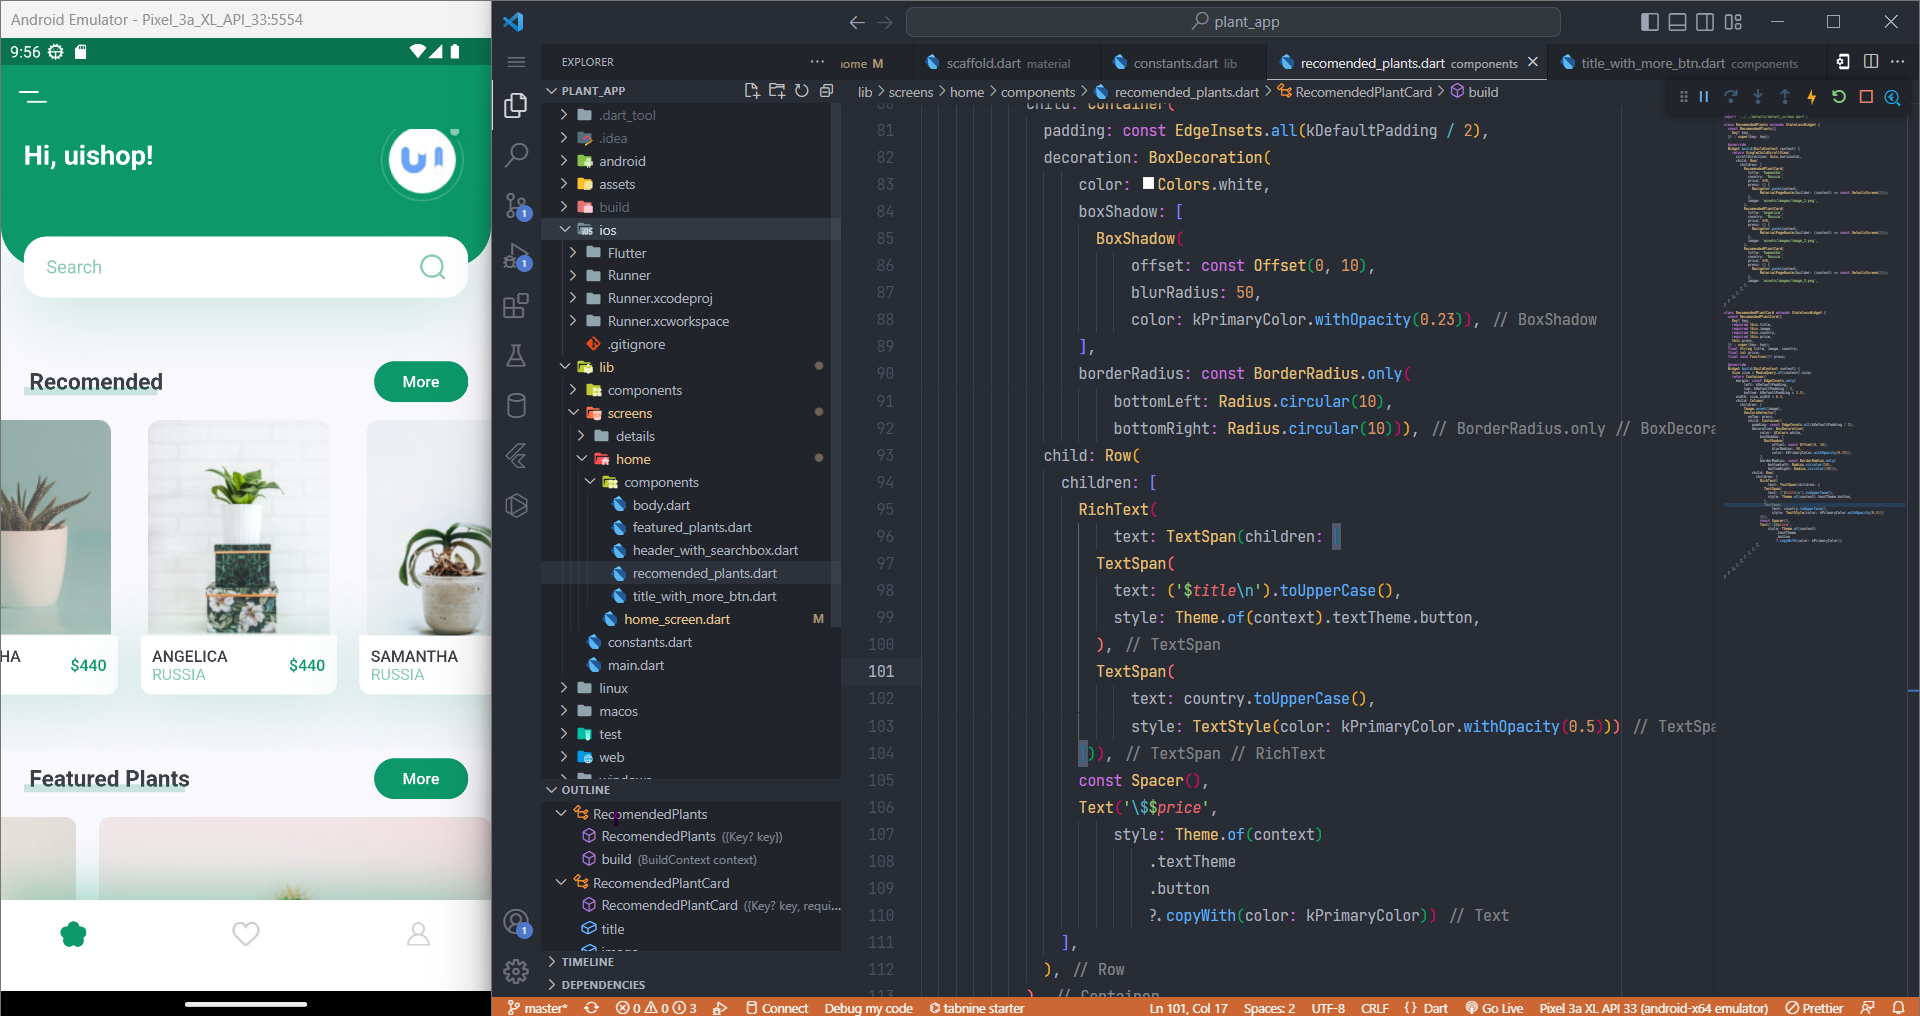 Android Emulator - Pixel_3a_XL_API_33:5554
9:56
Hi, uishop!
Search
Recomended
More
HA
$440
ANGELICA
RUSSIA
$440
SAMANTHA
RUSSIA
Featured Plants
More
plant_app
EXPLORER
PLANT_APP
.dart_tool
.idea
android
assets
build
ios
Flutter
Runner
Runner.xcodeproj
Runner.xcworkspace
.gitignore
lib
components
screens
details
home
components
body.dart
featured_plants.dart
header_with_searchbox.dart
recomended_plants.dart
title_with_more_btn.dart
home_screen.dart M
constants.dart
main.dart
linux
macos
test
web
windows
OUTLINE
RecomendedPlants
RecomendedPlants ({Key? key})
build (BuildContext context)
RecomendedPlantCard
RecomendedPlantCard ({Key? key, requi...
title
image
TIMELINE
DEPENDENCIES
home M
scaffold.dart material
constants.dart lib
recomended_plants.dart components
title_with_more_btn.dart components
lib > screens > home > components > recomended_plants.dart > RecomendedPlantCard > build
80 child: Container(
81 padding: const EdgeInsets.all(kDefaultPadding / 2),
82 decoration: BoxDecoration(
83 color: Colors.white,
84 boxShadow: [
85 BoxShadow(
86 offset: const Offset(0, 10),
87 blurRadius: 50,
88 color: kPrimaryColor.withOpacity(0.23)), // BoxShadow
89 ],
90 borderRadius: const BorderRadius.only(
91 bottomLeft: Radius.circular(10),
92 bottomRight: Radius.circular(10))), // BorderRadius.only // BoxDecora
93 child: Row(
94 children: [
95 RichText(
96 text: TextSpan(children: [
97 TextSpan(
98 text: ('$title\n').toUpperCase(),
99 style: Theme.of(context).textTheme.button,
100 ), // TextSpan
101 TextSpan(
102 text: country.toUpperCase(),
103 style: TextStyle(color: kPrimaryColor.withOpacity(0.5))) // TextSpa
104 ])), // TextSpan // RichText
105 const Spacer(),
106 Text('\$$price',
107 style: Theme.of(context)
108 .textTheme
109 .button
110 ?.copyWith(color: kPrimaryColor)) // Text
111 ],
112 ), // Row
113 ), // Container
master*
0 0 3
Connect
Debug my code
tabnine starter
Ln 101, Col 17
Spaces: 2
UTF-8
CRLF
{ } Dart
Go Live
Pixel 3a XL API 33 (android-x64 emulator)
Prettier